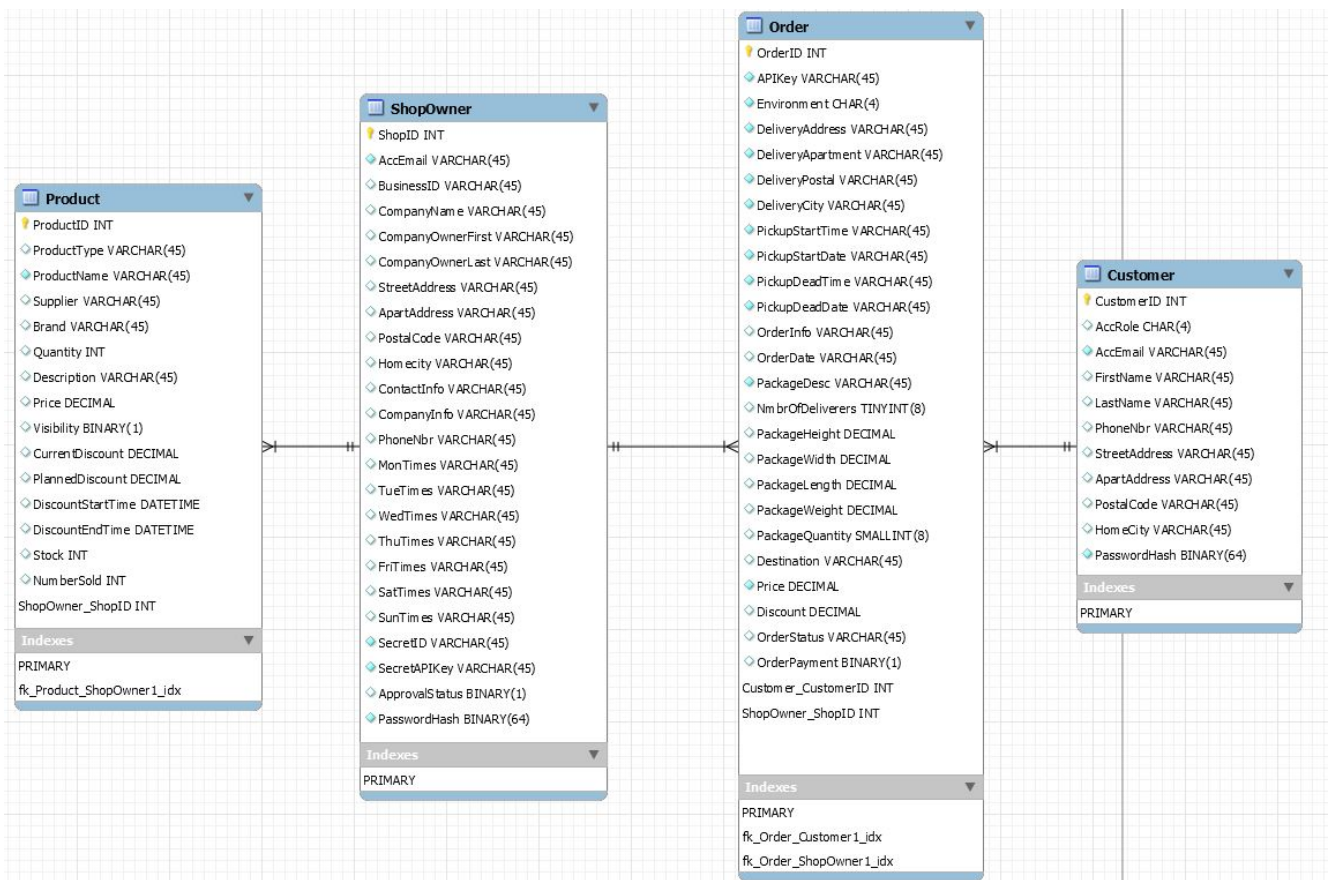 Product
ProductID INT
ProductType VARCHAR(45)
ProductName VARCHAR(45)
Supplier VARCHAR(45)
Brand VARCHAR(45)
Quantity INT
Description VARCHAR(45)
Price DECIMAL
Visibility BINARY(1)
CurrentDiscount DECIMAL
PlannedDiscount DECIMAL
DiscountStartTime DATETIME
DiscountEndTime DATETIME
Stock INT
NumberSold INT
ShopOwner_ShopID INT
Indexes
PRIMARY
fk_Product_ShopOwner1_idx
ShopOwner
ShopID INT
AccEmail VARCHAR(45)
BusinessID VARCHAR(45)
CompanyName VARCHAR(45)
CompanyOwnerFirst VARCHAR(45)
CompanyOwnerLast VARCHAR(45)
StreetAddress VARCHAR(45)
ApartAddress VARCHAR(45)
PostalCode VARCHAR(45)
Homecity VARCHAR(45)
ContactInfo VARCHAR(45)
CompanyInfo VARCHAR(45)
PhoneNbr VARCHAR(45)
MonTimes VARCHAR(45)
TueTimes VARCHAR(45)
WedTimes VARCHAR(45)
ThuTimes VARCHAR(45)
FriTimes VARCHAR(45)
SatTimes VARCHAR(45)
SunTimes VARCHAR(45)
SecretID VARCHAR(45)
SecretAPIKey VARCHAR(45)
ApprovalStatus BINARY(1)
PasswordHash BINARY(64)
Indexes
PRIMARY
Order
OrderID INT
APIKey VARCHAR(45)
Environment CHAR(4)
DeliveryAddress VARCHAR(45)
DeliveryApartment VARCHAR(45)
DeliveryPostal VARCHAR(45)
DeliveryCity VARCHAR(45)
PickupStartTime VARCHAR(45)
PickupStartDate VARCHAR(45)
PickupDeadTime VARCHAR(45)
PickupDeadDate VARCHAR(45)
OrderInfo VARCHAR(45)
OrderDate VARCHAR(45)
PackageDesc VARCHAR(45)
NmbrOfDeliverers TINYINT(8)
PackageHeight DECIMAL
PackageWidth DECIMAL
PackageLength DECIMAL
PackageWeight DECIMAL
PackageQuantity SMALLINT(8)
Destination VARCHAR(45)
Price DECIMAL
Discount DECIMAL
OrderStatus VARCHAR(45)
OrderPayment BINARY(1)
Customer_CustomerID INT
ShopOwner_ShopID INT
Indexes
PRIMARY
fk_Order_Customer1_idx
fk_Order_ShopOwner1_idx
Customer
CustomerID INT
AccRole CHAR(4)
AccEmail VARCHAR(45)
FirstName VARCHAR(45)
LastName VARCHAR(45)
PhoneNbr VARCHAR(45)
StreetAddress VARCHAR(45)
ApartAddress VARCHAR(45)
PostalCode VARCHAR(45)
HomeCity VARCHAR(45)
PasswordHash BINARY(64)
Indexes
PRIMARY